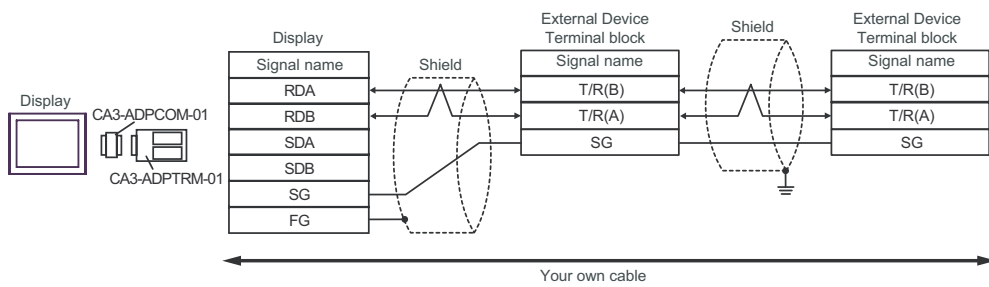 Display
CA3-ADPCOM-01
CA3-ADPTRM-01
Display
Signal name
RDA
RDB
SDA
SDB
SG
FG
Shield
External Device
Terminal block
Signal name
T/R(B)
T/R(A)
SG
Shield
External Device
Terminal block
Signal name
T/R(B)
T/R(A)
SG
Your own cable